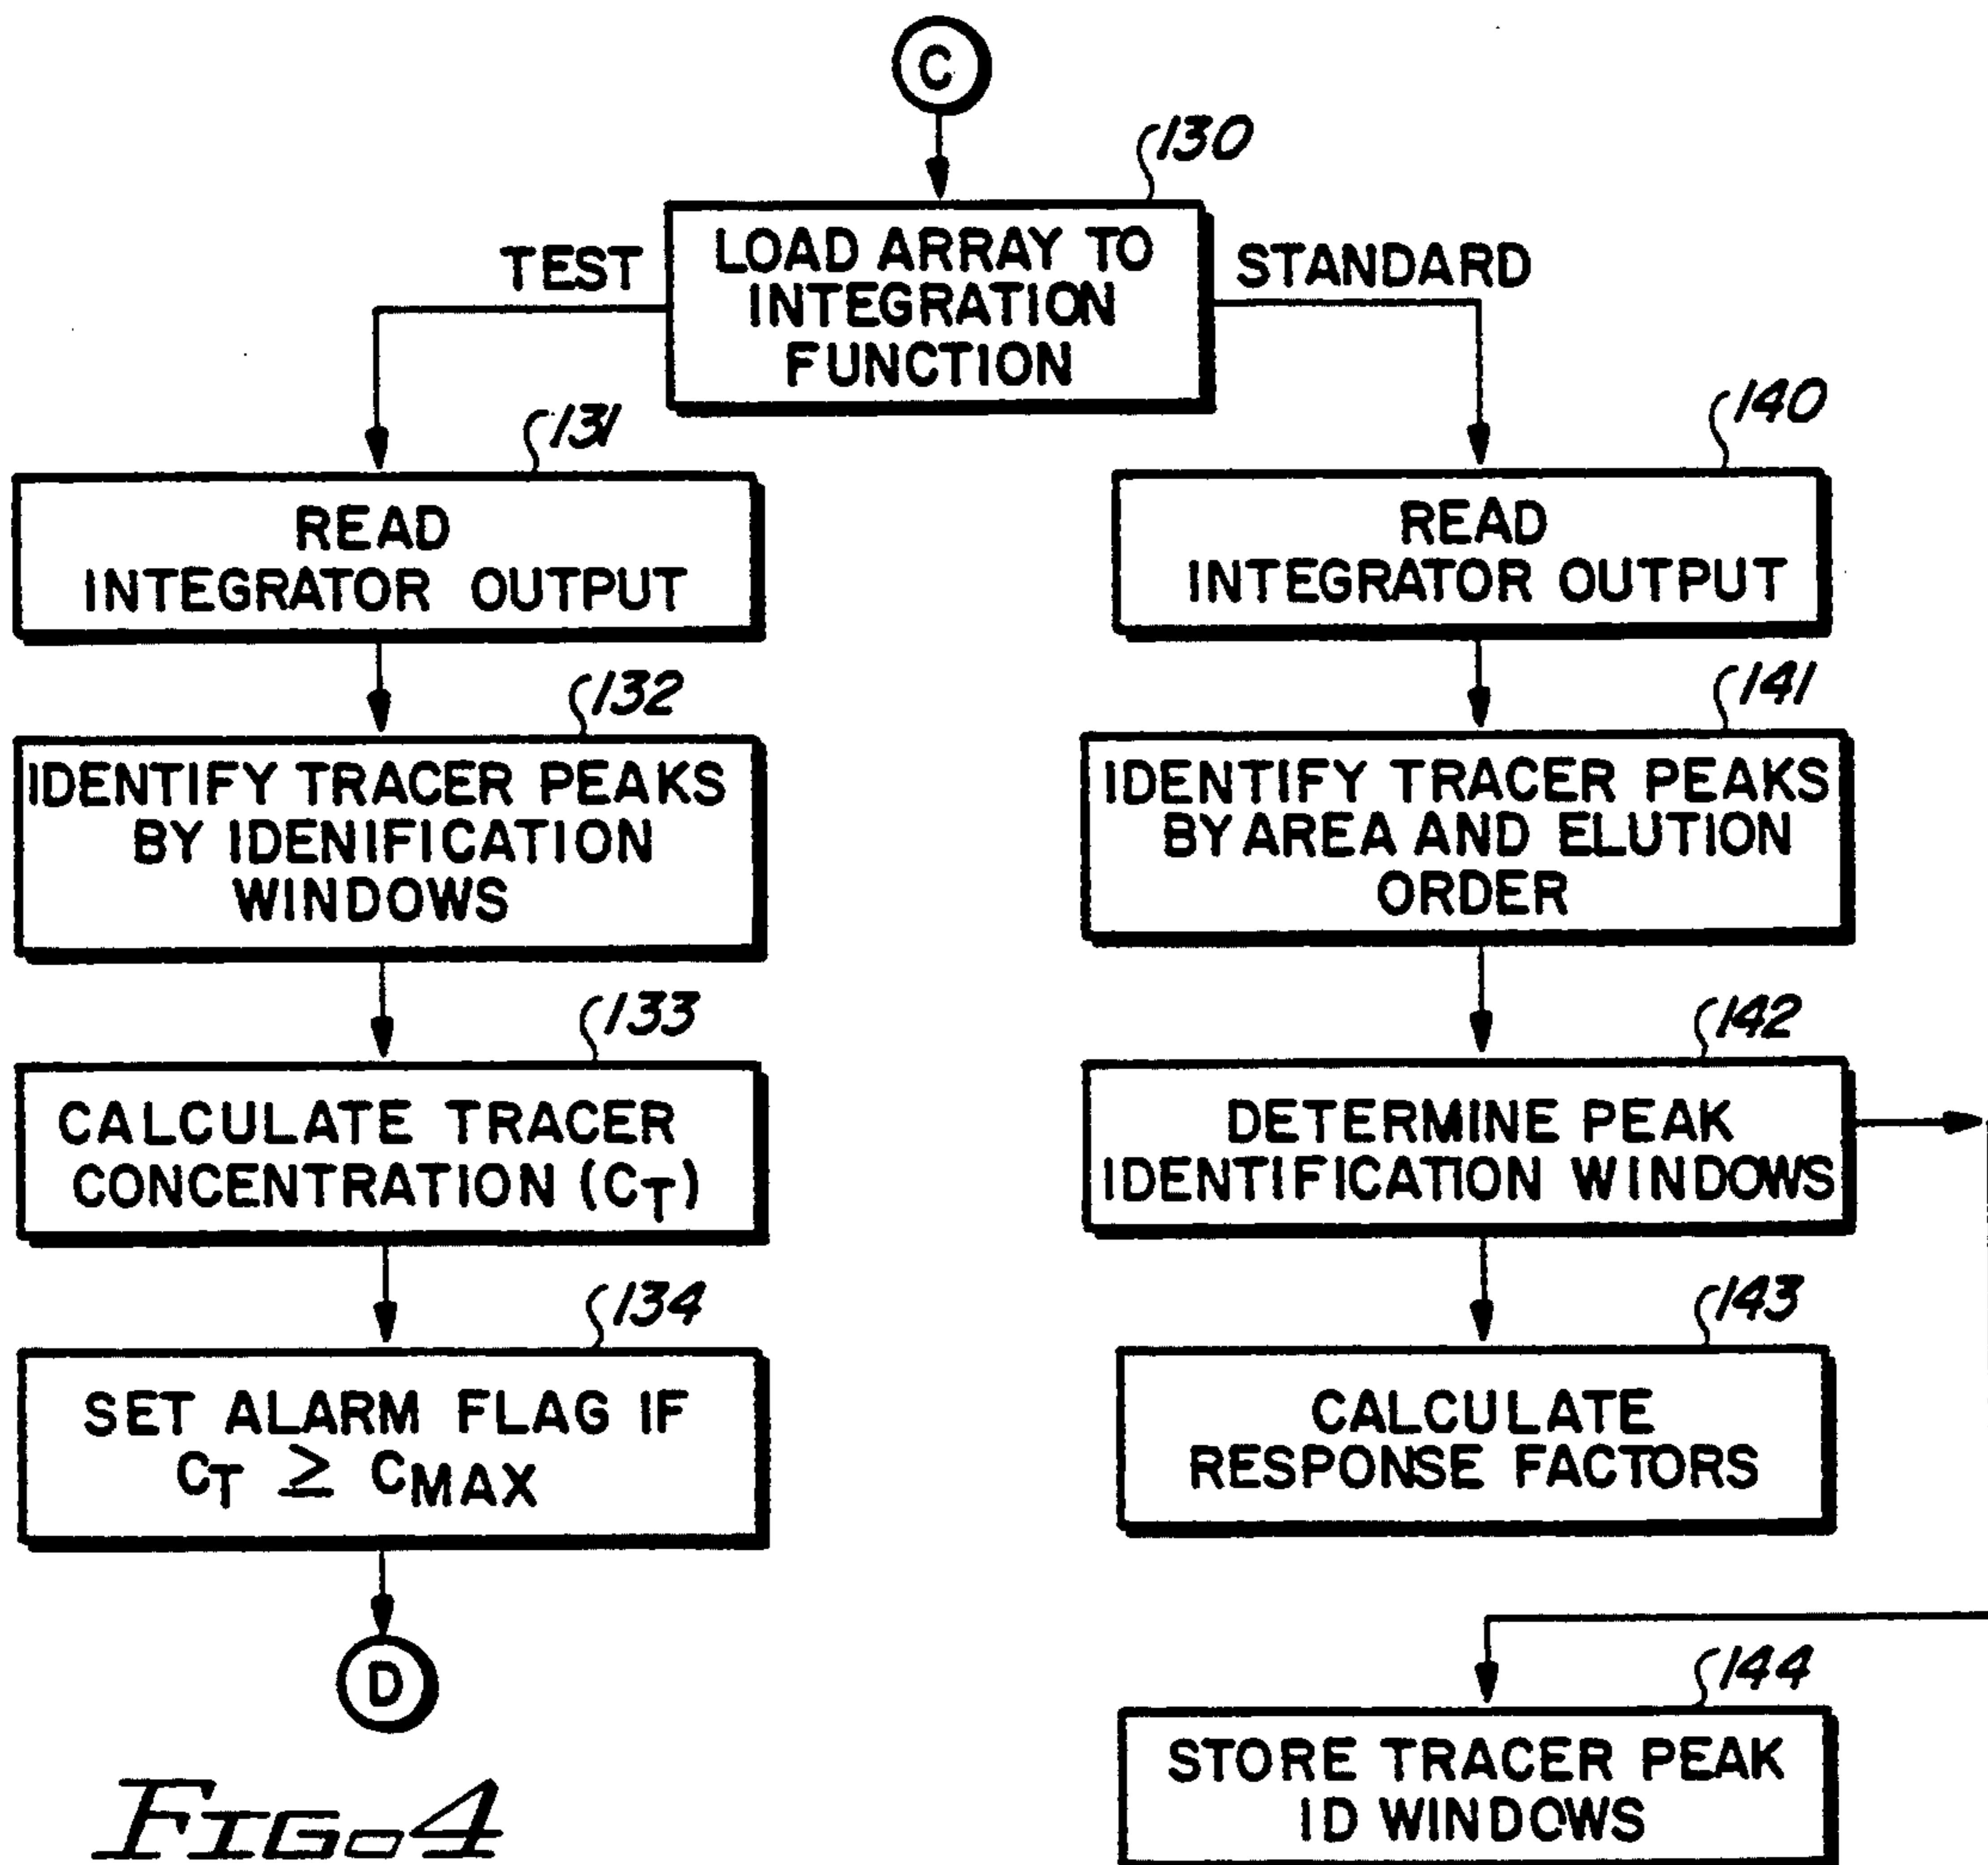 C
130
LOAD ARRAY TO
INTEGRATION
FUNCTION
TEST
STANDARD
131
READ
INTEGRATOR OUTPUT
132
IDENTIFY TRACER PEAKS
BY IDENIFICATION
WINDOWS
133
CALCULATE TRACER
CONCENTRATION (CT)
134
SET ALARM FLAG IF
CT ≥ CMAX
D
140
READ
INTEGRATOR OUTPUT
141
IDENTIFY TRACER PEAKS
BY AREA AND ELUTION
ORDER
142
DETERMINE PEAK
IDENTIFICATION WINDOWS
143
CALCULATE
RESPONSE FACTORS
144
STORE TRACER PEAK
ID WINDOWS
FIG. 4